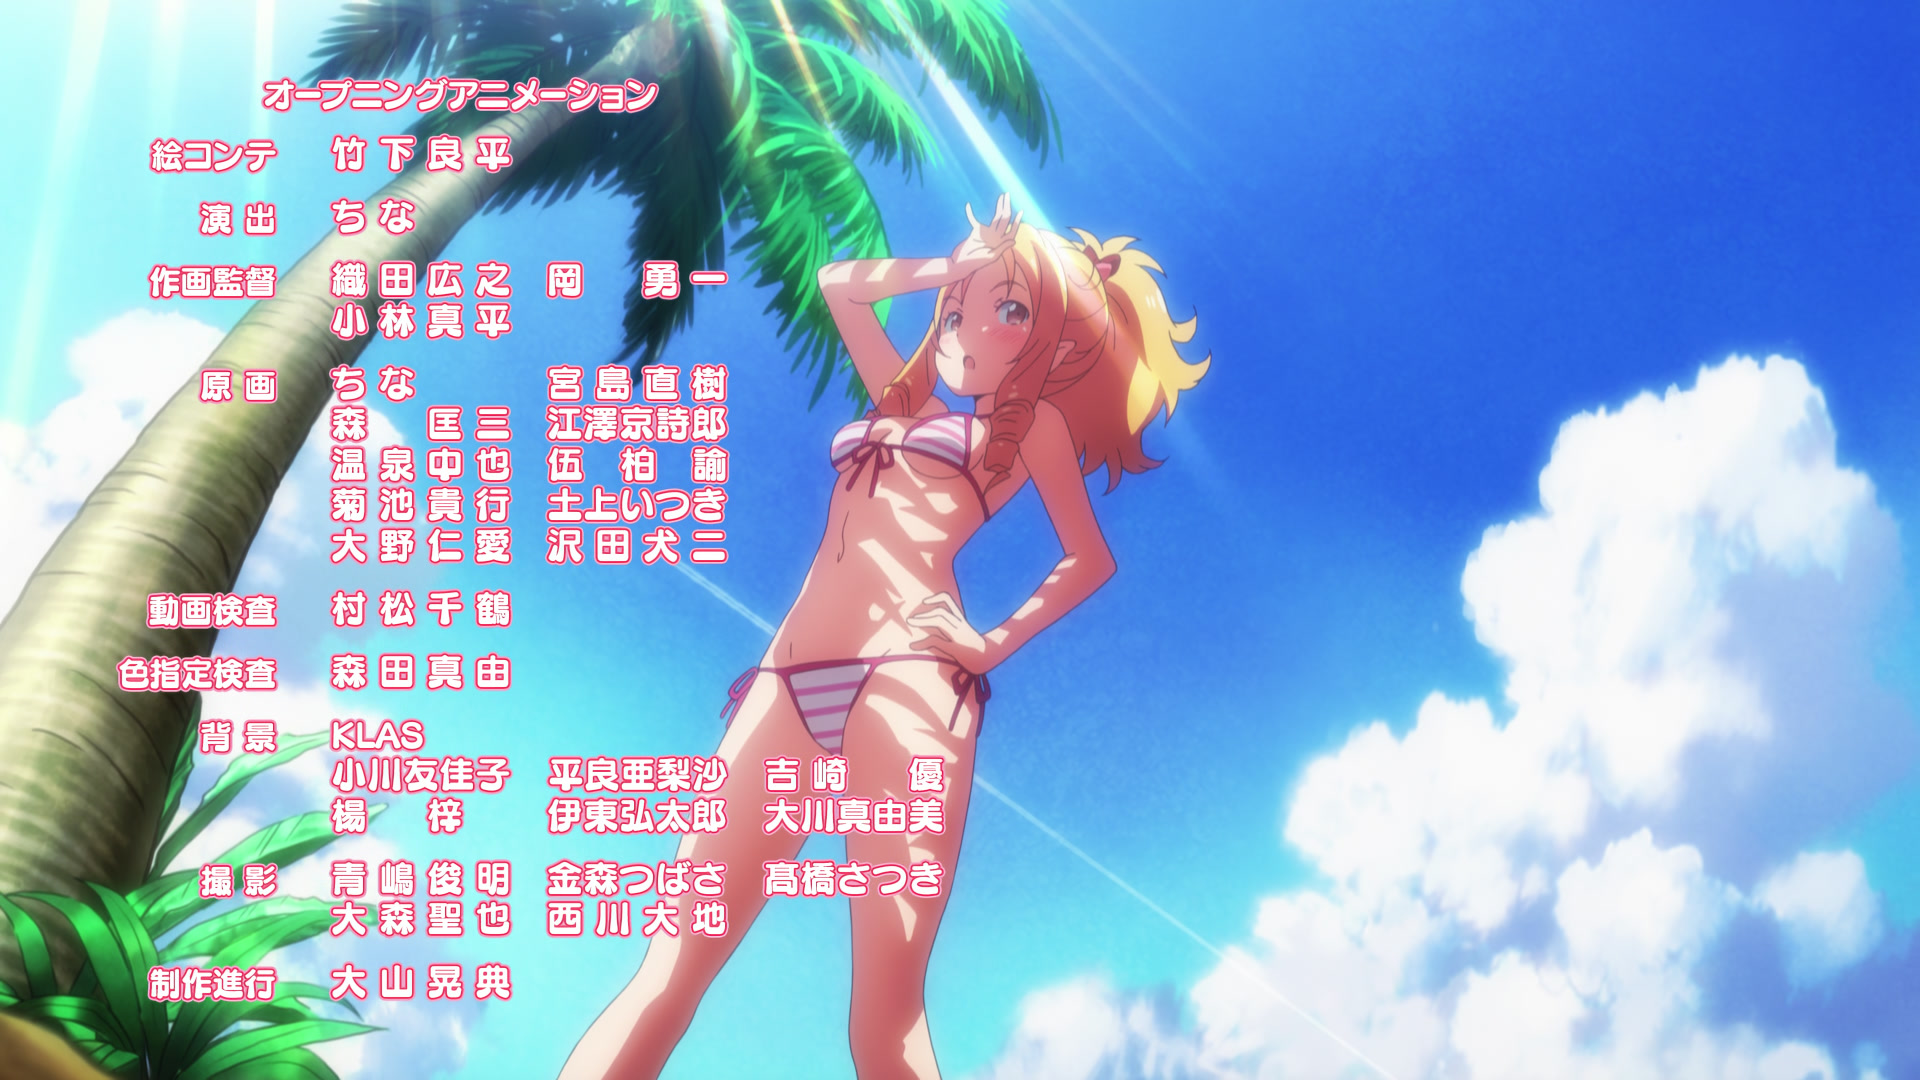 オープニングアニメーション
絵コンテ 竹下良平
演出 ちな
作画監督 織田広之 岡 勇一
小林真平
原画 ちな 宮島直樹
森 匡三 江澤京詩郎
温泉中也 伍柏諭
菊池貴行 土上いつき
大野仁愛 沢田犬二
動画検査 村松千鶴
色指定検査 森田真由
背景 KLAS
小川友佳子 平良亜梨沙 吉崎 優
楊 梓 伊東弘太郎 大川真由美
撮影 青嶋俊明 金森つばさ 髙橋さつき
大森聖也 西川大地
制作進行 大山晃典